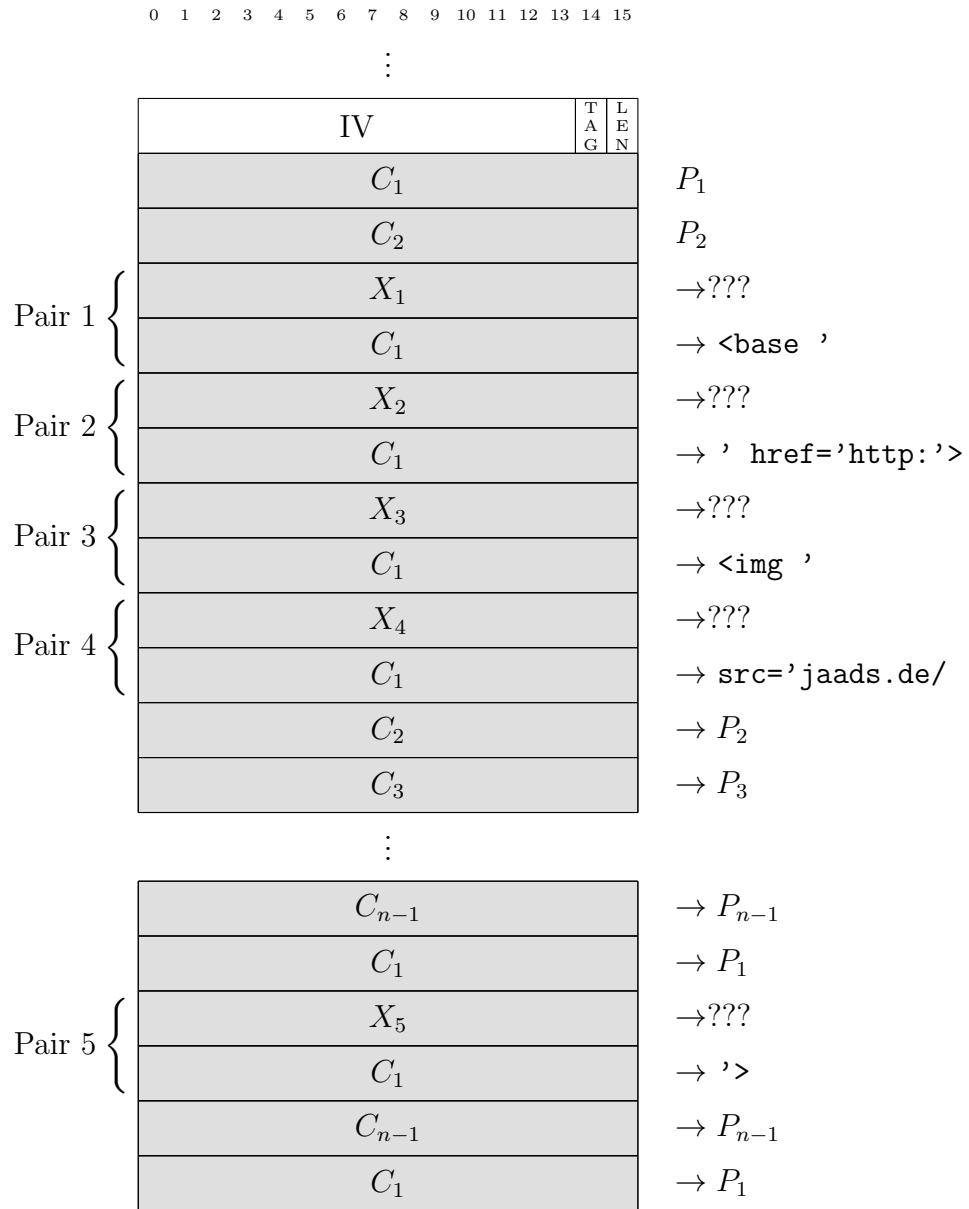 0 1 2 3 4 5 6 7 8 9 10 11 12 13 14 15
⋮
IV TAG LEN
C₁ P₁
C₂ P₂
Pair 1 X₁ →???
C₁ → <base ’
Pair 2 X₂ →???
C₁ → ’ href=’http:’>
Pair 3 X₃ →???
C₁ → <img ’
Pair 4 X₄ →???
C₁ → src=’jaads.de/
C₂ → P₂
C₃ → P₃
⋮
Cₙ₋₁ → Pₙ₋₁
C₁ → P₁
Pair 5 X₅ →???
C₁ → ’>
Cₙ₋₁ → Pₙ₋₁
C₁ → P₁